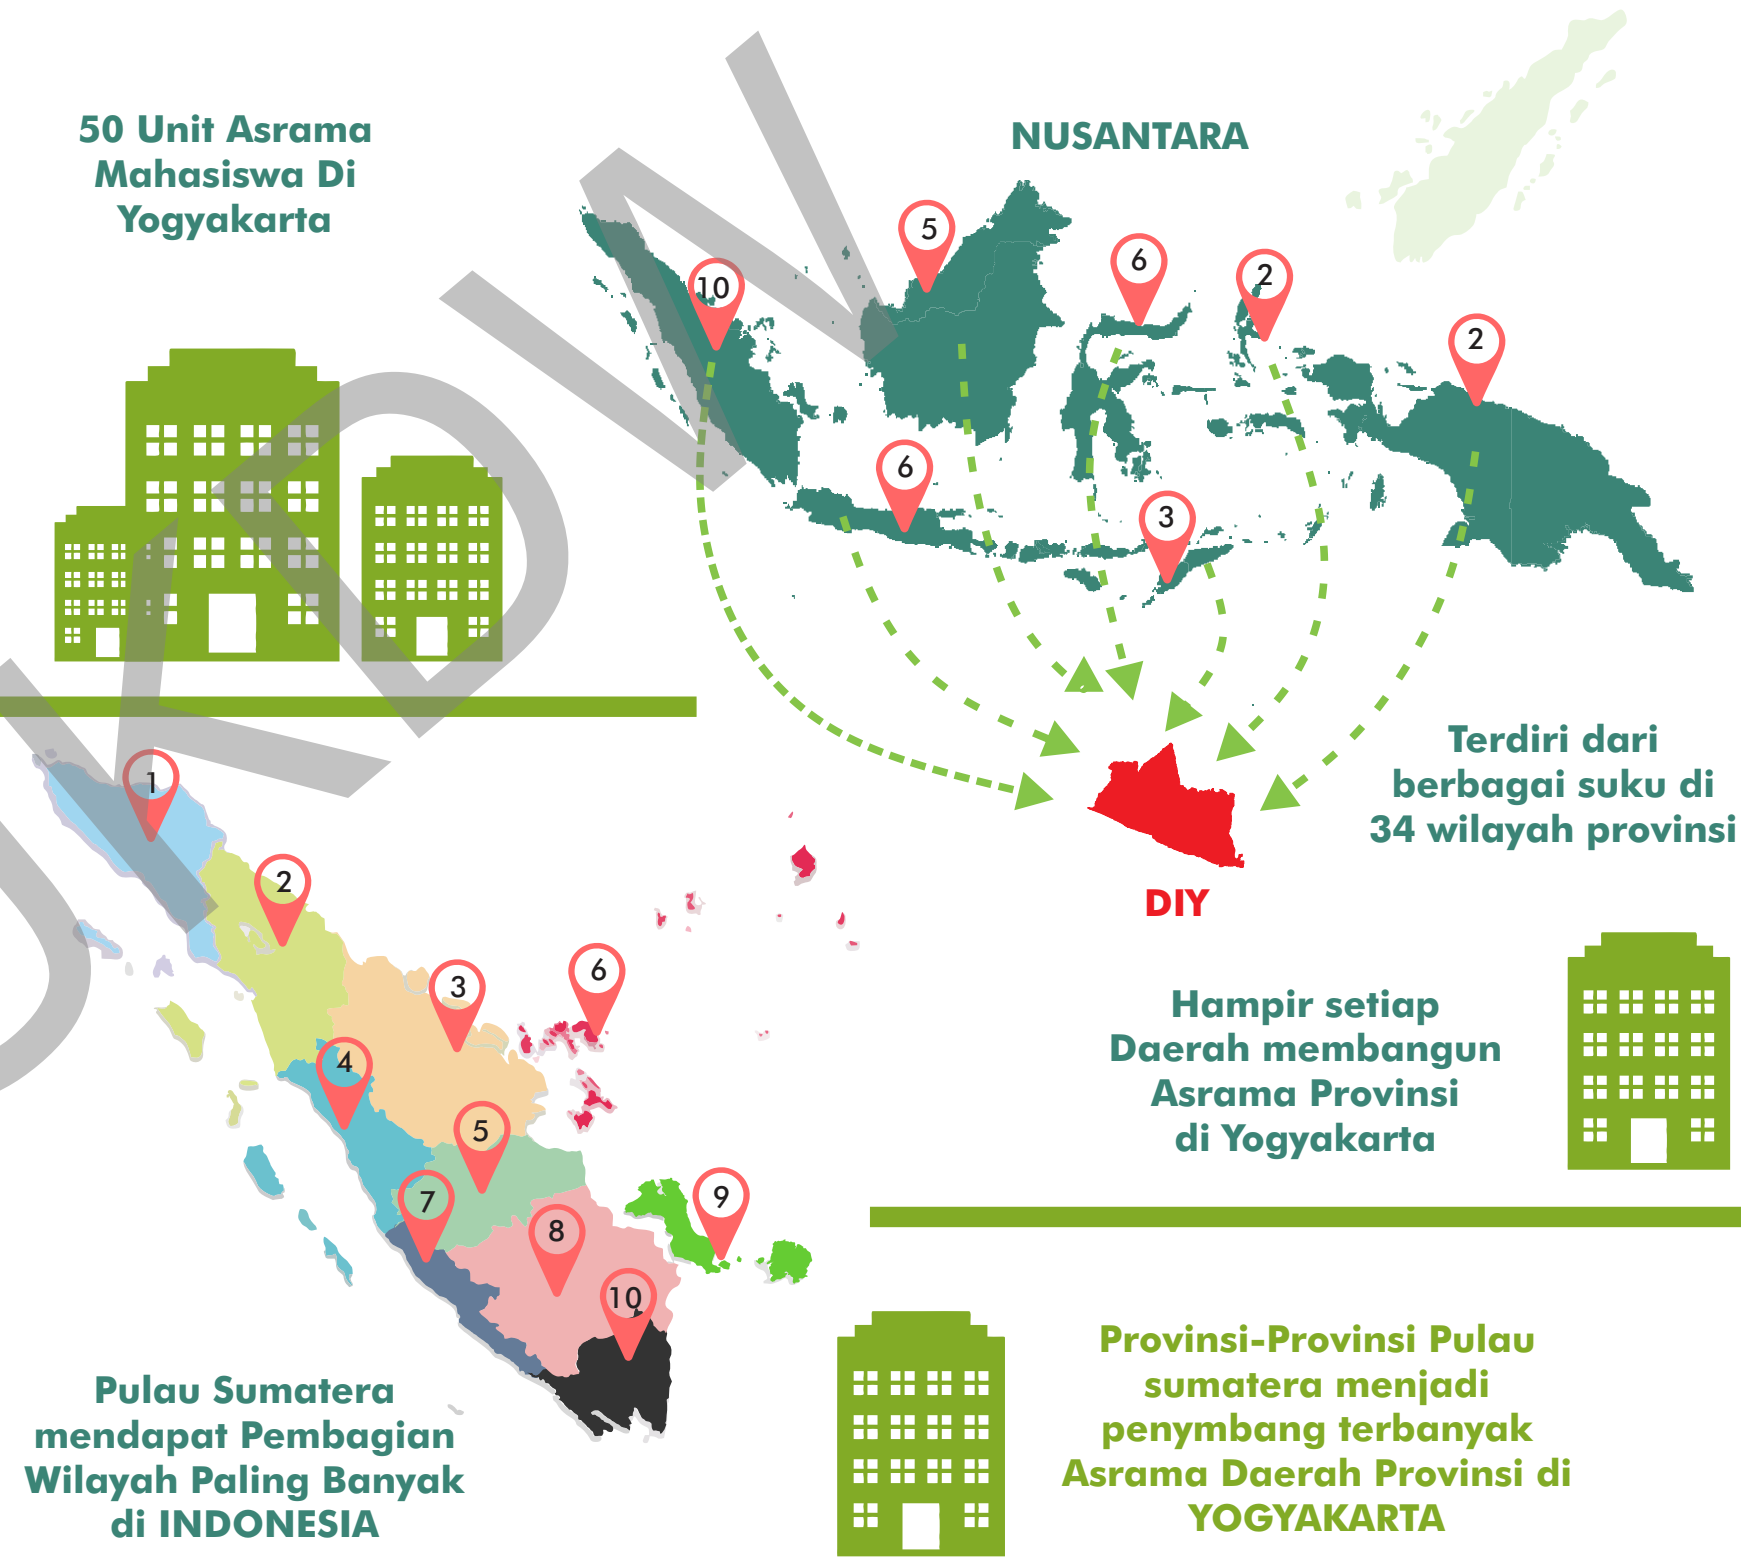 50 Unit Asrama
Mahasiswa Di
Yogyakarta
NUSANTARA
10
5
6
2
2
6
3
Terdiri dari
berbagai suku di
34 wilayah provinsi
DIY
1
2
3
4
5
6
7
8
9
10
Hampir setiap
Daerah membangun
Asrama Provinsi
di Yogyakarta
Pulau Sumatera
mendapat Pembagian
Wilayah Paling Banyak
di INDONESIA
Provinsi-Provinsi Pulau
sumatera menjadi
penymbang terbanyak
Asrama Daerah Provinsi di
YOGYAKARTA